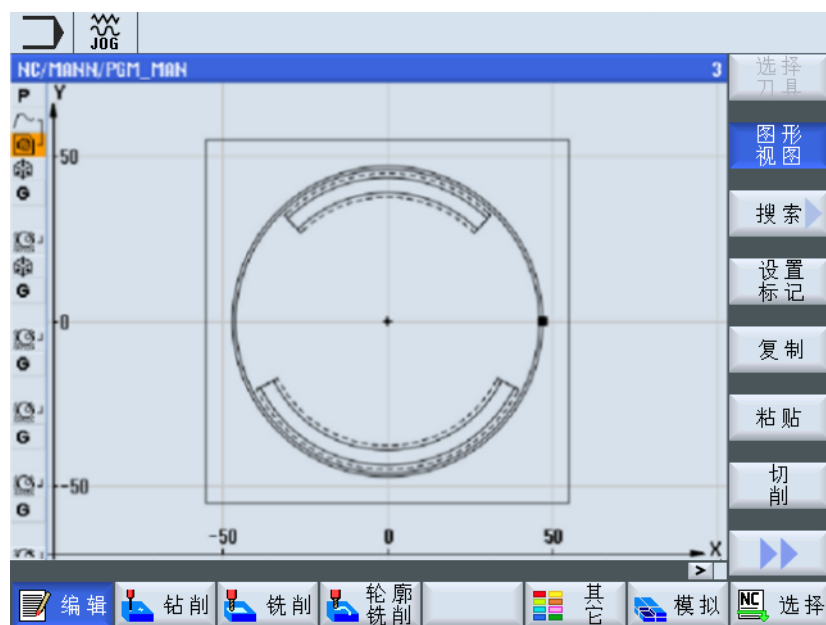 JOG
NC/MANN/PGM_MAN 3
选择
刀具
图形
视图
搜索
设置
标记
复制
粘贴
切
削
P
G
G
G
G
G
Y
50
0
-50
-50 0 50
X
>
编辑
钻削
铣削
轮廓
铣削
其
它
模拟
NC
选择